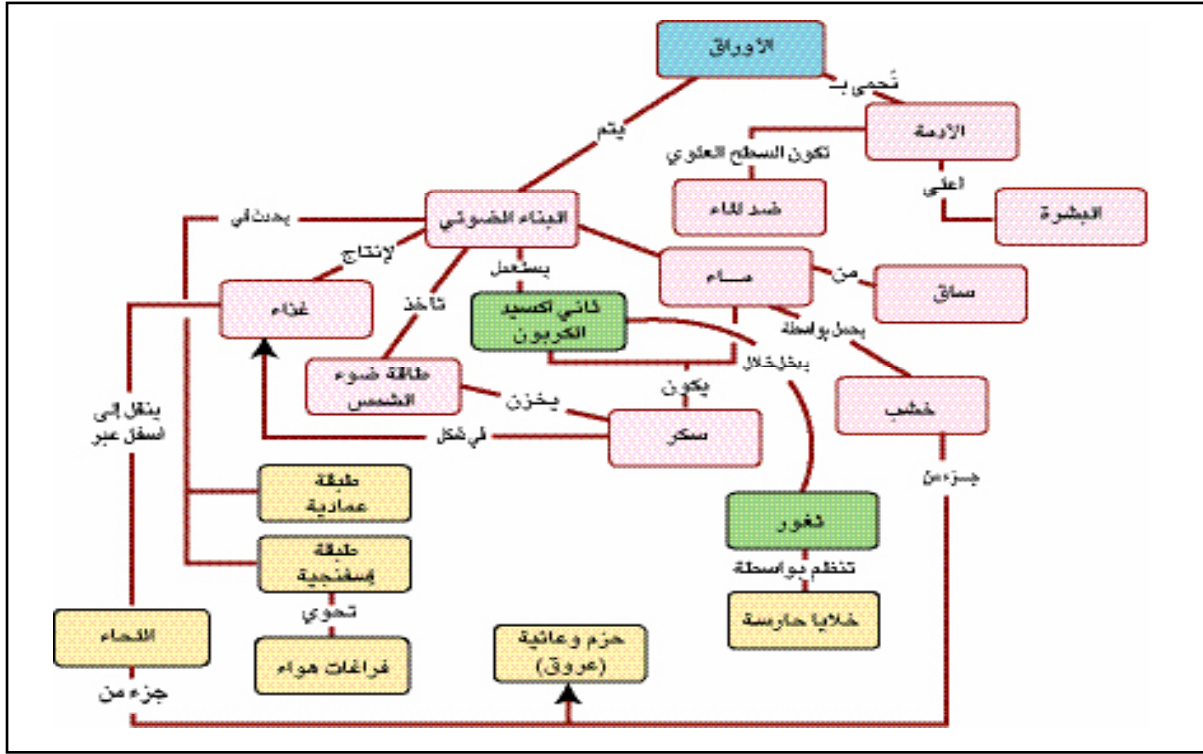 الأوراق
تُحمى بـ
يتم
الأدمة
تكون السطح العلوي
أعلى
ضد الماء
البشرة
البناء الضوئي
يحدث في
لإنتاج
تأخذ
يستعمل
مــاء
من
ساق
غذاء
ثاني أكسيد
الكربون
يحمل بواسطة
يدخل خلال
طاقة ضوء
الشمس
يخزن
يكون
خشب
ينقل إلى
أسفل عبر
في شكل
سكر
جزء من
طبقة
عمادية
ثغور
طبقة
إسفنجية
تنظم بواسطة
تحوي
خلايا حارسة
اللحاء
فراغات هواء
حزم وعائية
(عروق)
جزء من